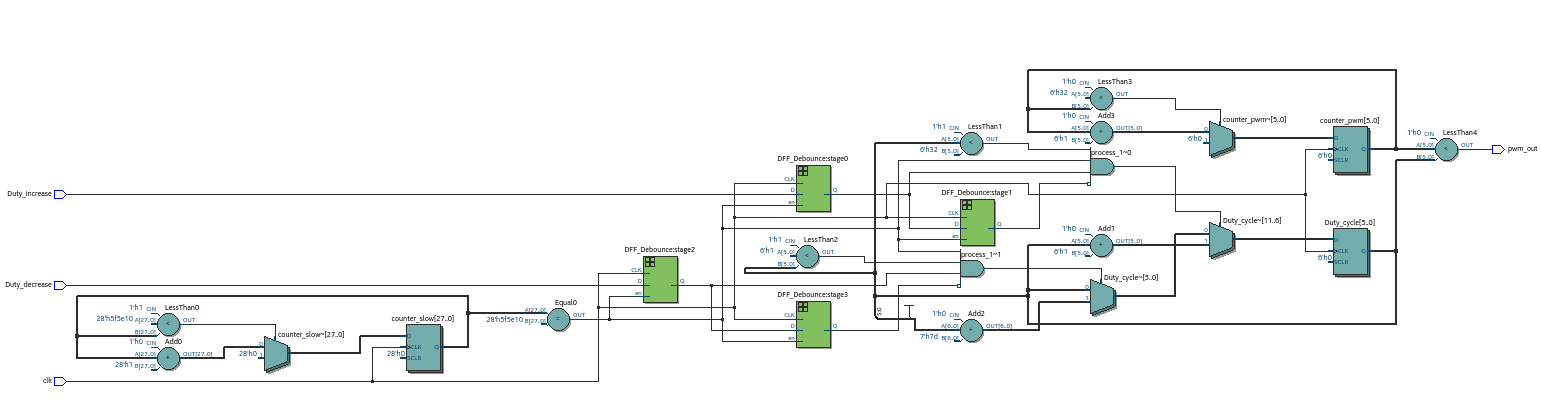 Duty_increase
Duty_decrease
clk
1'h1 CIN
LessThan0
28'h5f5e10 A[27..0]
OUT
B[27..0]
1'h0 CIN
Add0
A[27..0]
OUT[27..0]
28'h1 B[27..0]
counter_slow~[27..0]
0
28'h0 1
counter_slow[27..0]
D
CLK
Q
28'h0 SCLR
Equal0
A[27..0]
28'h5f5e10 B[27..0]
OUT
DFF_Debounce:stage2
CLK
D
Q
en
DFF_Debounce:stage0
CLK
D
Q
en
1'h1 CIN
LessThan2
6'h1 A[5..0]
OUT
B[5..0]
DFF_Debounce:stage3
CLK
D
Q
en
1'h1 CIN
LessThan1
A[5..0]
OUT
6'h32 B[5..0]
DFF_Debounce:stage1
CLK
D
Q
en
process_1~1
5:0
1'h0 CIN
Add2
A[6..0]
OUT[6..0]
7'h7d B[6..0]
1'h0 CIN
LessThan3
6'h32 A[5..0]
OUT
B[5..0]
1'h0 CIN
Add3
A[5..0]
OUT[5..0]
6'h1 B[5..0]
process_1~0
1'h0 CIN
Add1
A[5..0]
OUT[5..0]
6'h1 B[5..0]
Duty_cycle~[5..0]
0
1
counter_pwm~[5..0]
0
6'h0 1
Duty_cycle~[11..6]
0
1
counter_pwm[5..0]
D
CLK
Q
6'h0 SCLR
Duty_cycle[5..0]
D
CLK
Q
6'h0 SCLR
1'h0 CIN
LessThan4
A[5..0]
OUT
B[5..0]
pwm_out